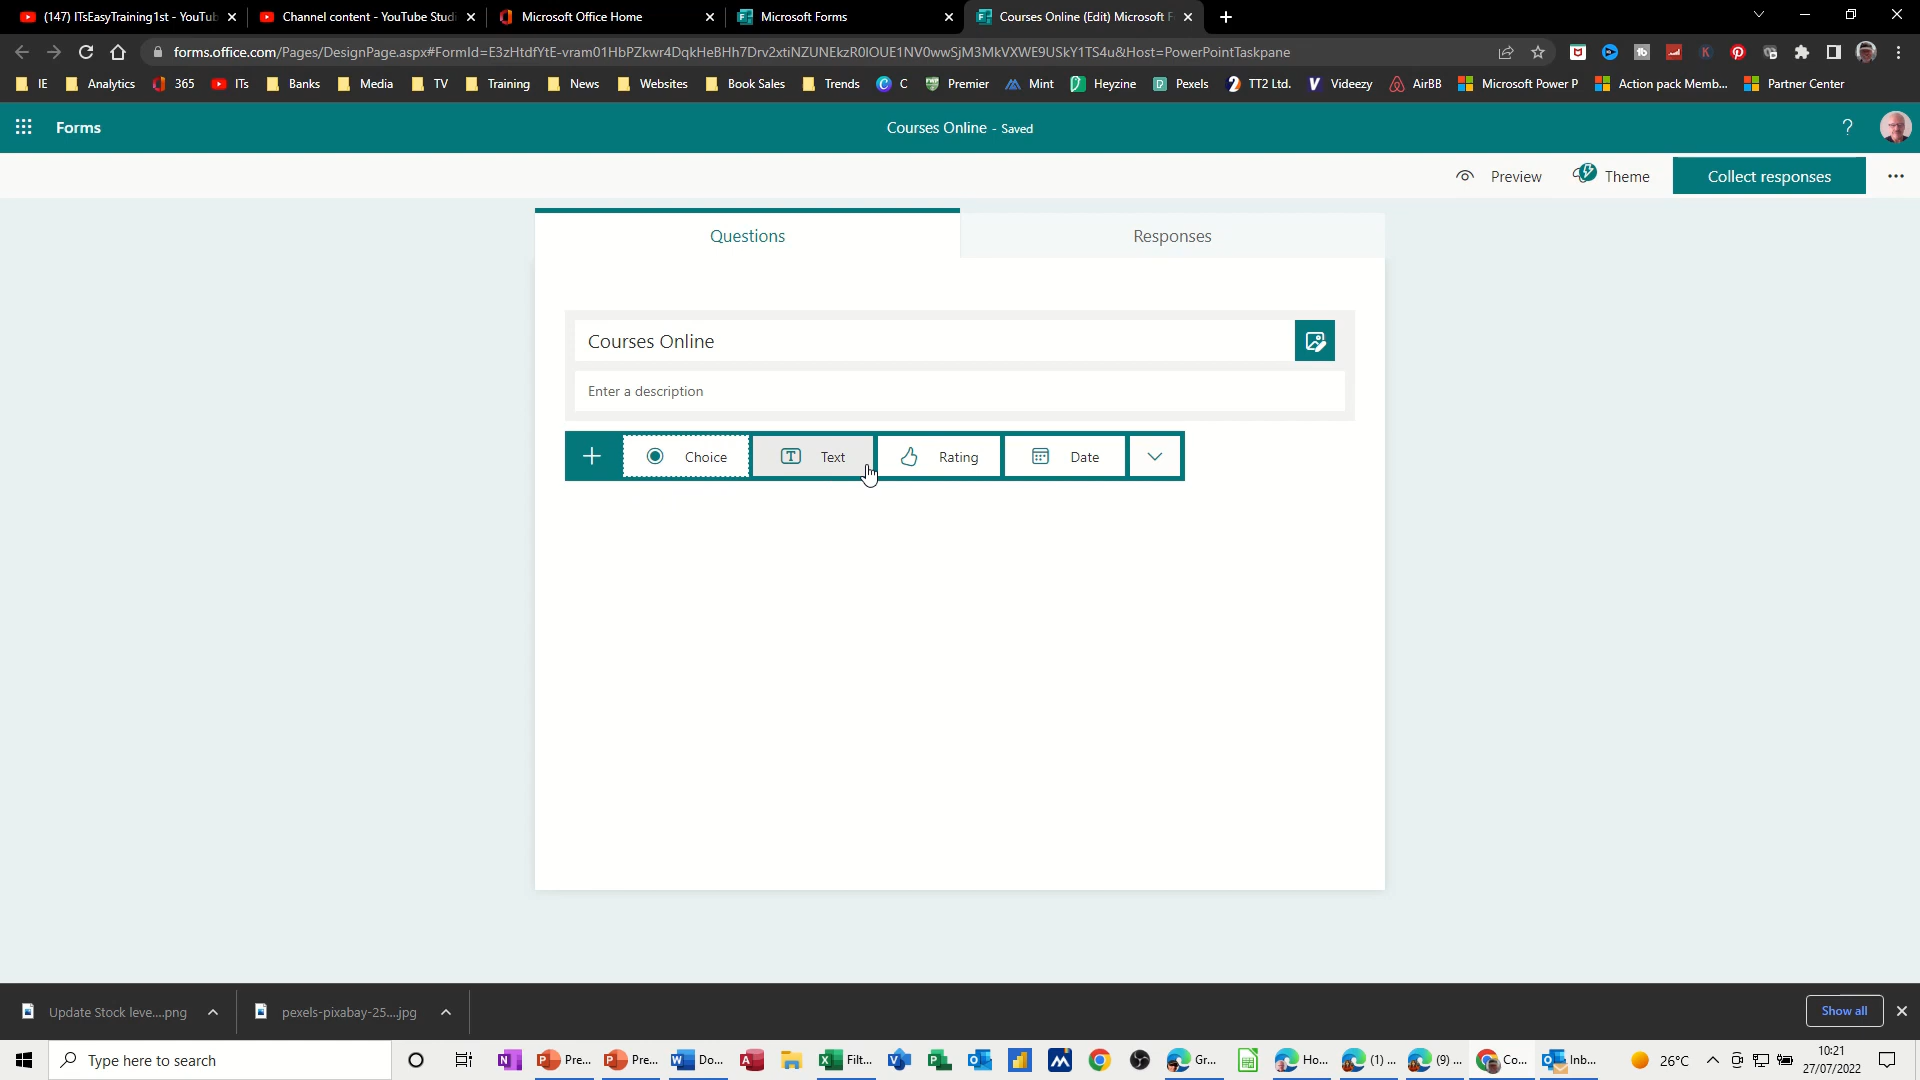 (147) ITsEasyTraining1st - YouTub
Channel content - YouTube Studi
Microsoft Office Home
Microsoft Forms
Courses Online (Edit) Microsoft F
forms.office.com/Pages/DesignPage.aspx#FormId=E3zHtdfYtE-vram01HbPZkwr4DqkHeBHh7Drv2xtiNZUNEkzR0lOUE1NV0wwSjM3MkVXWE9USkY1TS4u&Host=PowerPointTaskpane
IE Analytics 365 ITs Banks Media TV Training News Websites Book Sales Trends C Premier Mint Heyzine Pexels TT2 Ltd. Videezy AirBB Microsoft Power P Action pack Memb... Partner Center
Forms
Courses Online - Saved
?
Preview
Theme
Collect responses
Questions
Responses
Courses Online
Enter a description
Choice
Text
Rating
Date
Update Stock leve....png
pexels-pixabay-25....jpg
Show all
Type here to search
Pre...
Pre...
Do...
Filt...
Gr...
Ho...
(1) ...
(9) ...
Co...
Inb...
26°C
10:21
27/07/2022